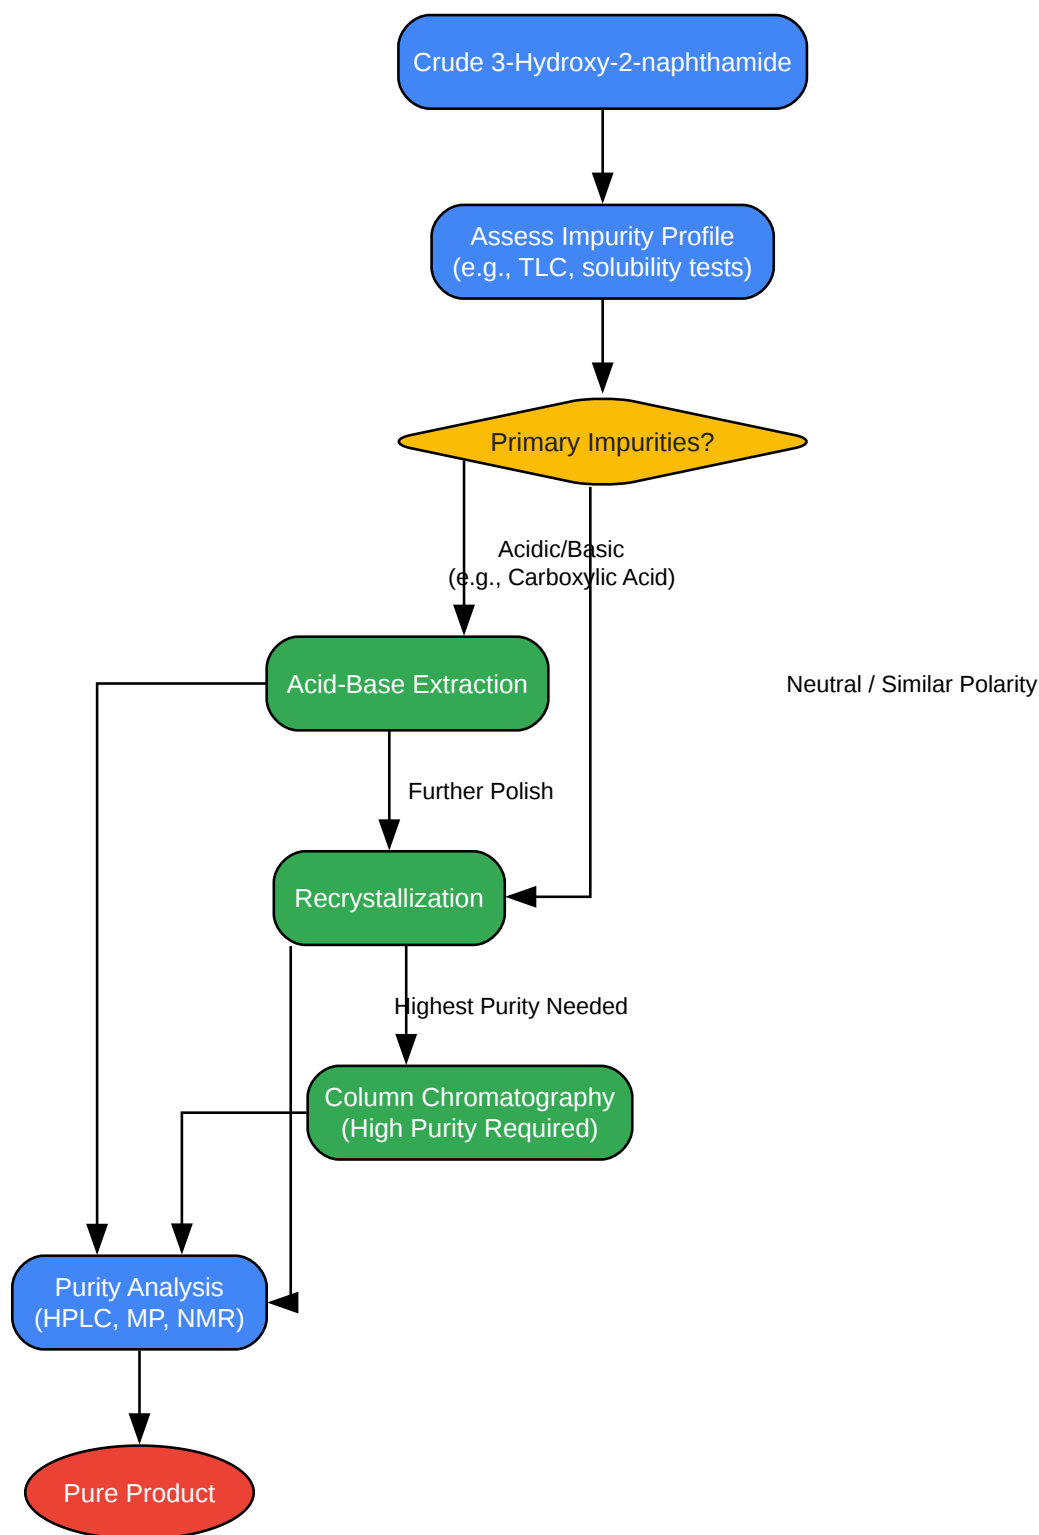 Crude 3-Hydroxy-2-naphthamide
Assess Impurity Profile
(e.g., TLC, solubility tests)
Primary Impurities?
Acidic/Basic
(e.g., Carboxylic Acid)
Acid-Base Extraction
Neutral / Similar Polarity
Further Polish
Recrystallization
Highest Purity Needed
Column Chromatography
(High Purity Required)
Purity Analysis
(HPLC, MP, NMR)
Pure Product